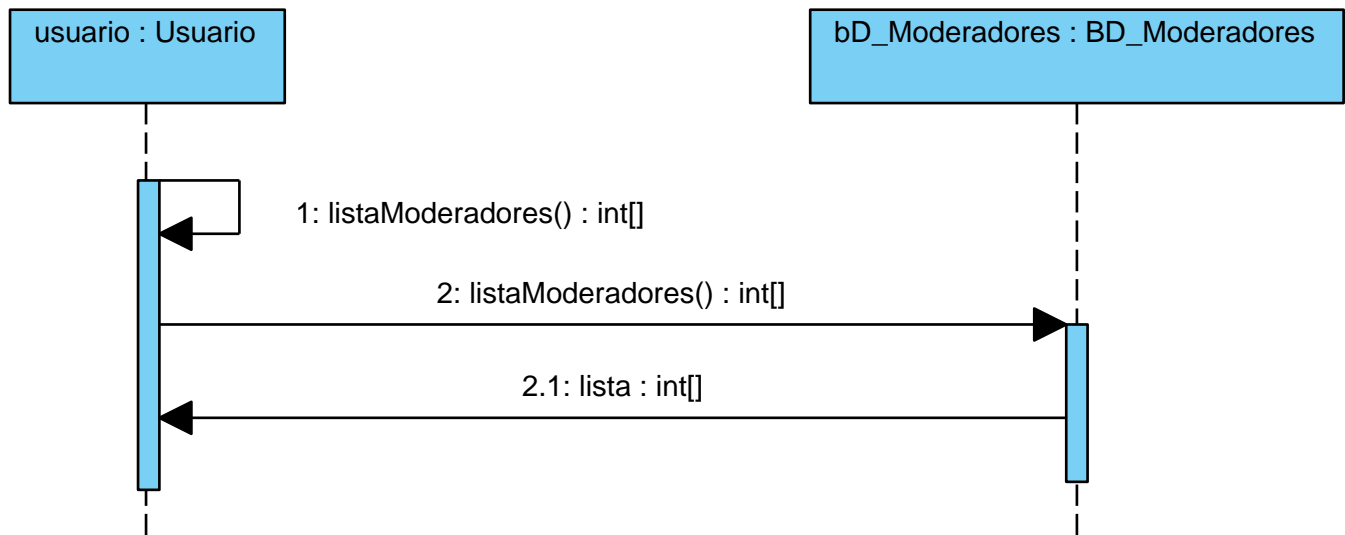 usuario : Usuario
bD_Moderadores : BD_Moderadores
1: listaModeradores() : int[]
2: listaModeradores() : int[]
2.1: lista : int[]